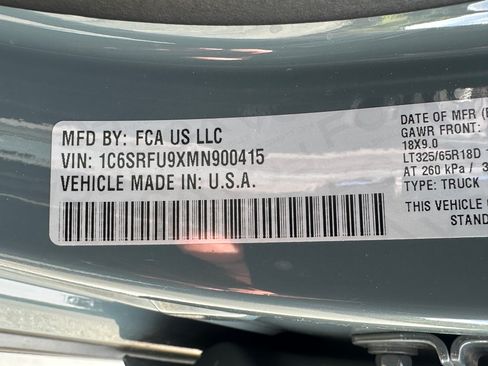 MFD BY: FCA US LLC
VIN: 1C6SRFU9XMN900415
VEHICLE MADE IN: U.S.A.
DATE OF MFR
GAWR FRONT:
18X9.0
LT325/65R18D
AT 260 kPa /
TYPE: TRUCK
THIS VEHICLE
STAND